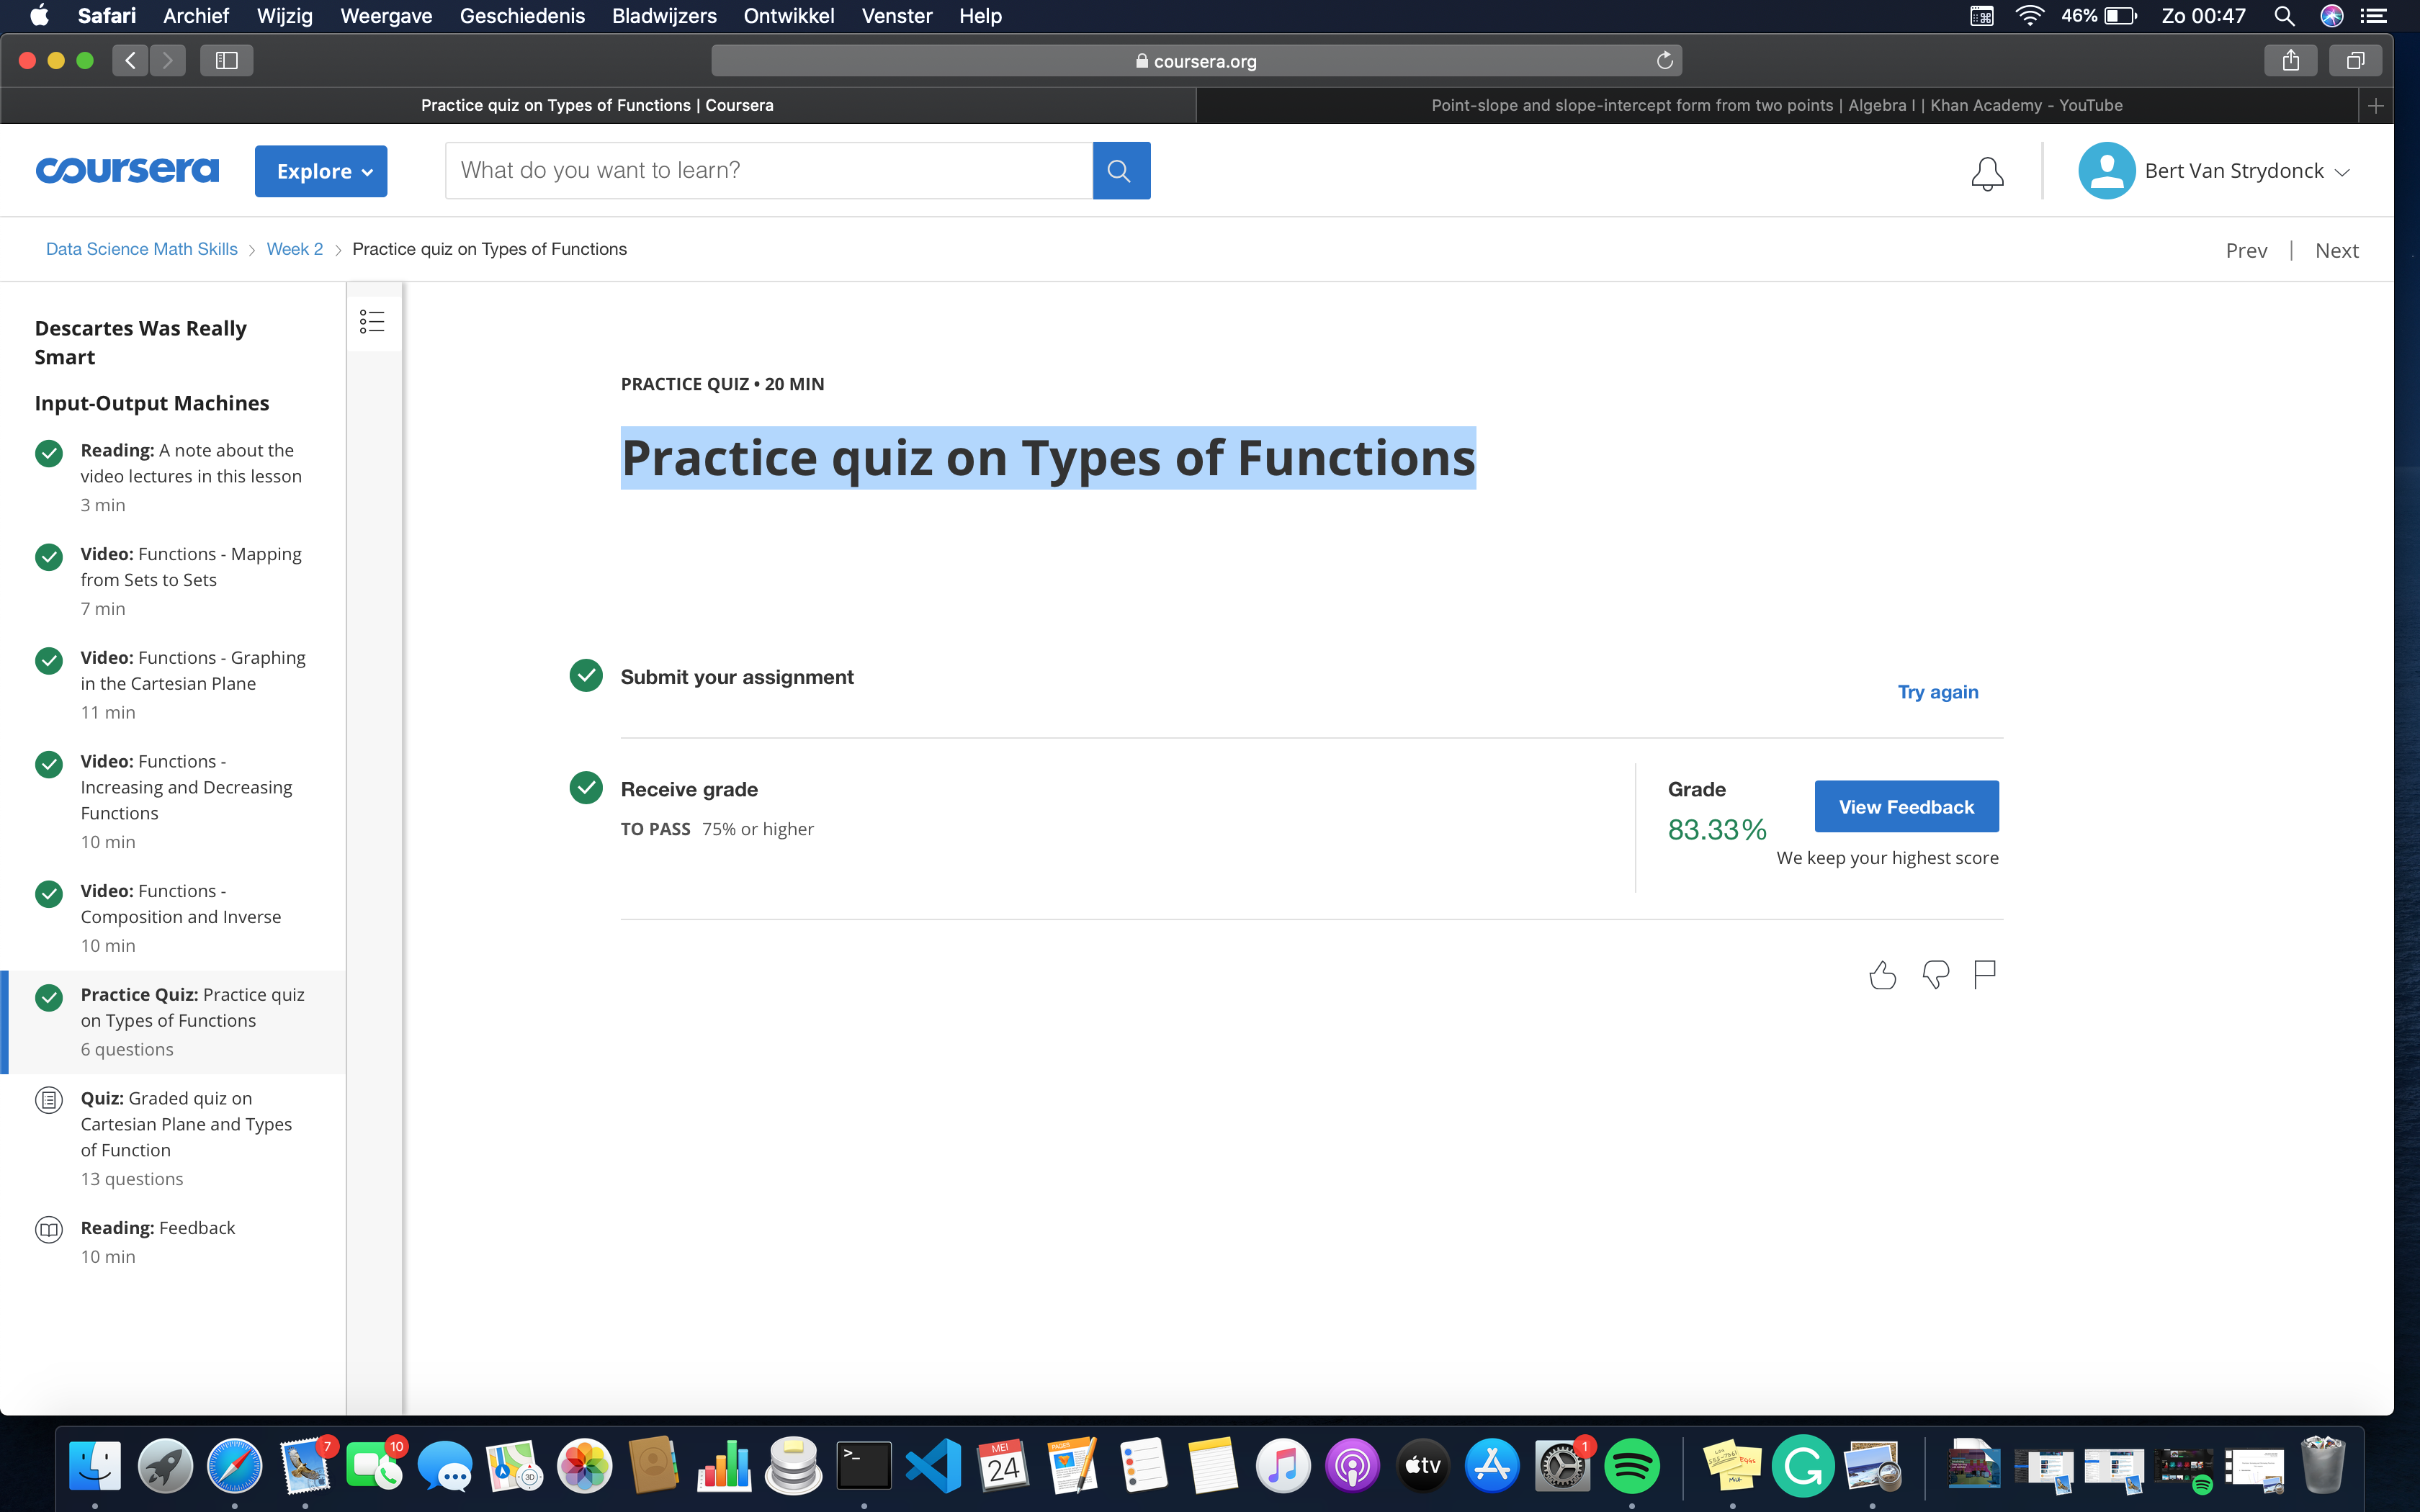 Safari Archief Wijzig Weergave Geschiedenis Bladwijzers Ontwikkel Venster Help 46% Zo 00:47
coursera.org
Practice quiz on Types of Functions | Coursera
Point-slope and slope-intercept form from two points | Algebra I | Khan Academy - YouTube
coursera
Explore
What do you want to learn?
Bert Van Strydonck
Data Science Math Skills > Week 2 > Practice quiz on Types of Functions
Prev | Next
Descartes Was Really
Smart
Input-Output Machines
Reading: A note about the
video lectures in this lesson
3 min
Video: Functions - Mapping
from Sets to Sets
7 min
Video: Functions - Graphing
in the Cartesian Plane
11 min
Video: Functions -
Increasing and Decreasing
Functions
10 min
Video: Functions -
Composition and Inverse
10 min
Practice Quiz: Practice quiz
on Types of Functions
6 questions
Quiz: Graded quiz on
Cartesian Plane and Types
of Function
13 questions
Reading: Feedback
10 min
PRACTICE QUIZ • 20 MIN
Practice quiz on Types of Functions
Submit your assignment
Try again
Receive grade
TO PASS 75% or higher
Grade
83.33%
View Feedback
We keep your highest score
7
10
3D
>_
MEI
24
PAGES
tv
1
EGGS
MILK